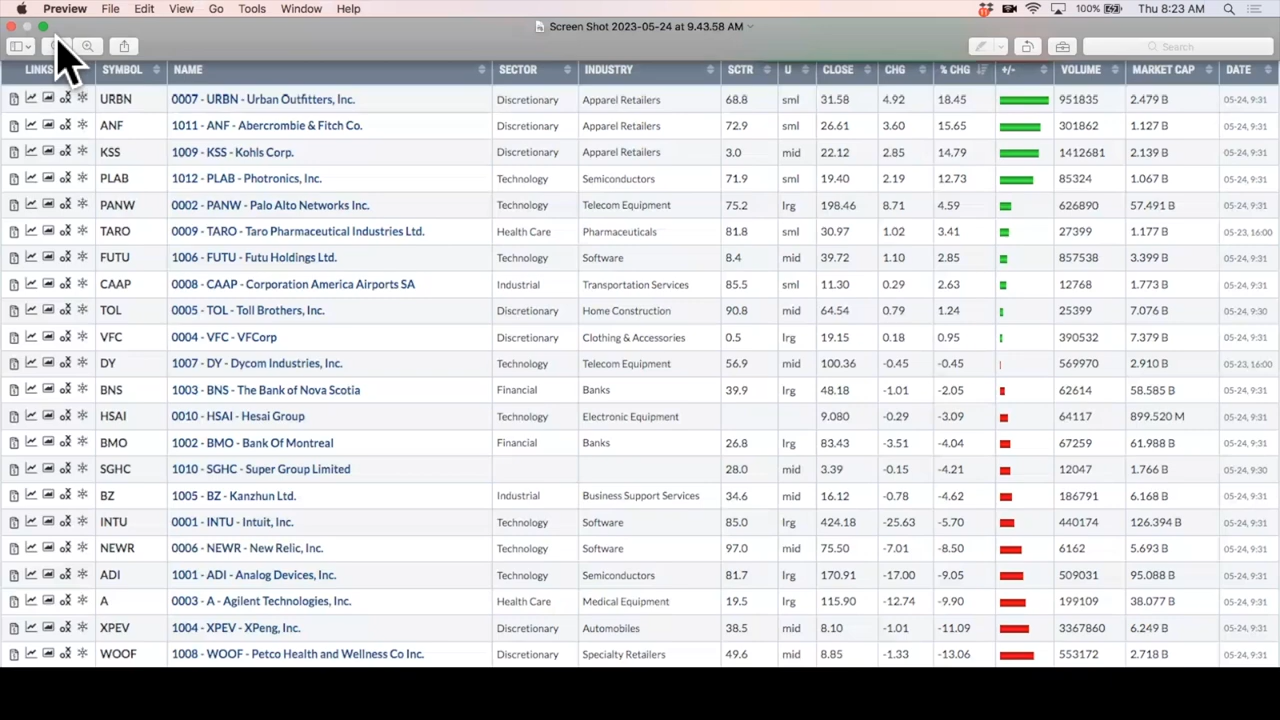 Preview File Edit View Go Tools Window Help 100% Thu 8:23 AM
Screen Shot 2023-05-24 at 9.43.58 AM
Search
LINKS SYMBOL NAME SECTOR INDUSTRY SCTR U CLOSE CHG % CHG +/- VOLUME MARKET CAP DATE
URBN 0007 - URBN - Urban Outfitters, Inc. Discretionary Apparel Retailers 68.8 sml 31.58 4.92 18.45 951835 2.479 B 05-24, 9:31
ANF 1011 - ANF - Abercrombie & Fitch Co. Discretionary Apparel Retailers 72.9 sml 26.61 3.60 15.65 301862 1.127 B 05-24, 9:31
KSS 1009 - KSS - Kohls Corp. Discretionary Apparel Retailers 3.0 mid 22.12 2.85 14.79 1412681 2.139 B 05-24, 9:31
PLAB 1012 - PLAB - Photronics, Inc. Technology Semiconductors 71.9 sml 19.40 2.19 12.73 85324 1.067 B 05-24, 9:31
PANW 0002 - PANW - Palo Alto Networks Inc. Technology Telecom Equipment 75.2 lrg 198.46 8.71 4.59 626890 57.491 B 05-24, 9:31
TARO 0009 - TARO - Taro Pharmaceutical Industries Ltd. Health Care Pharmaceuticals 81.8 sml 30.97 1.02 3.41 27399 1.177 B 05-23, 16:00
FUTU 1006 - FUTU - Futu Holdings Ltd. Technology Software 8.4 mid 39.72 1.10 2.85 857538 3.399 B 05-24, 9:31
CAAP 0008 - CAAP - Corporation America Airports SA Industrial Transportation Services 85.5 sml 11.30 0.29 2.63 12768 1.773 B 05-24, 9:31
TOL 0005 - TOL - Toll Brothers, Inc. Discretionary Home Construction 90.8 mid 64.54 0.79 1.24 25399 7.076 B 05-24, 9:30
VFC 0004 - VFC - VFCorp Discretionary Clothing & Accessories 0.5 lrg 19.15 0.18 0.95 390532 7.379 B 05-24, 9:31
DY 1007 - DY - Dycom Industries, Inc. Technology Telecom Equipment 56.9 mid 100.36 -0.45 -0.45 569970 2.910 B 05-23, 16:00
BNS 1003 - BNS - The Bank of Nova Scotia Financial Banks 39.9 lrg 48.18 -1.01 -2.05 62614 58.585 B 05-24, 9:31
HSAI 0010 - HSAI - Hesai Group Technology Electronic Equipment 9.080 -0.29 -3.09 64117 899.520 M 05-24, 9:31
BMO 1002 - BMO - Bank Of Montreal Financial Banks 26.8 lrg 83.43 -3.51 -4.04 67259 61.988 B 05-24, 9:31
SGHC 1010 - SGHC - Super Group Limited 28.0 mid 3.39 -0.15 -4.21 12047 1.766 B 05-24, 9:30
BZ 1005 - BZ - Kanzhun Ltd. Industrial Business Support Services 34.6 mid 16.12 -0.78 -4.62 186791 6.168 B 05-24, 9:31
INTU 0001 - INTU - Intuit, Inc. Technology Software 85.0 lrg 424.18 -25.63 -5.70 440174 126.394 B 05-24, 9:31
NEWR 0006 - NEWR - New Relic, Inc. Technology Software 97.0 mid 75.50 -7.01 -8.50 6162 5.693 B 05-24, 9:31
ADI 1001 - ADI - Analog Devices, Inc. Technology Semiconductors 81.7 lrg 170.91 -17.00 -9.05 509031 95.088 B 05-24, 9:31
A 0003 - A - Agilent Technologies, Inc. Health Care Medical Equipment 19.5 lrg 115.90 -12.74 -9.90 199109 38.077 B 05-24, 9:31
XPEV 1004 - XPEV - XPeng, Inc. Discretionary Automobiles 38.5 mid 8.10 -1.01 -11.09 3367860 6.249 B 05-24, 9:31
WOOF 1008 - WOOF - Petco Health and Wellness Co Inc. Discretionary Specialty Retailers 49.6 mid 8.85 -1.33 -13.06 553172 2.718 B 05-24, 9:31